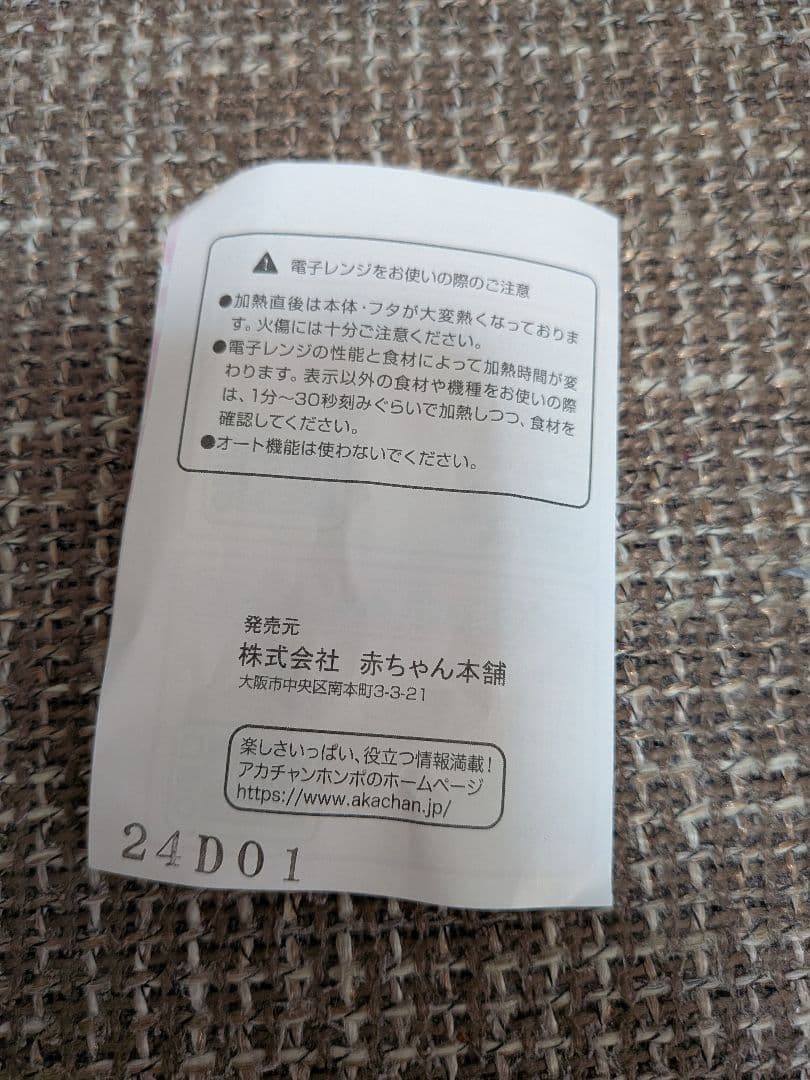 電子レンジをお使いの際のご注意
●加熱直後は本体・フタが大変熱くなっておりま
す。火傷には十分ご注意ください。
●電子レンジの性能と食材によって加熱時間が変
わります。表示以外の食材や機種をお使いの際
は、1分〜30秒刻みぐらいで加熱しつつ、食材を
確認してください。
●オート機能は使わないでください。
発売元
株式会社 赤ちゃん本舗
大阪市中央区南本町3-3-21
楽しさいっぱい、役立つ情報満載!
アカチャンホンポのホームページ
https://www.akachan.jp/
24D01